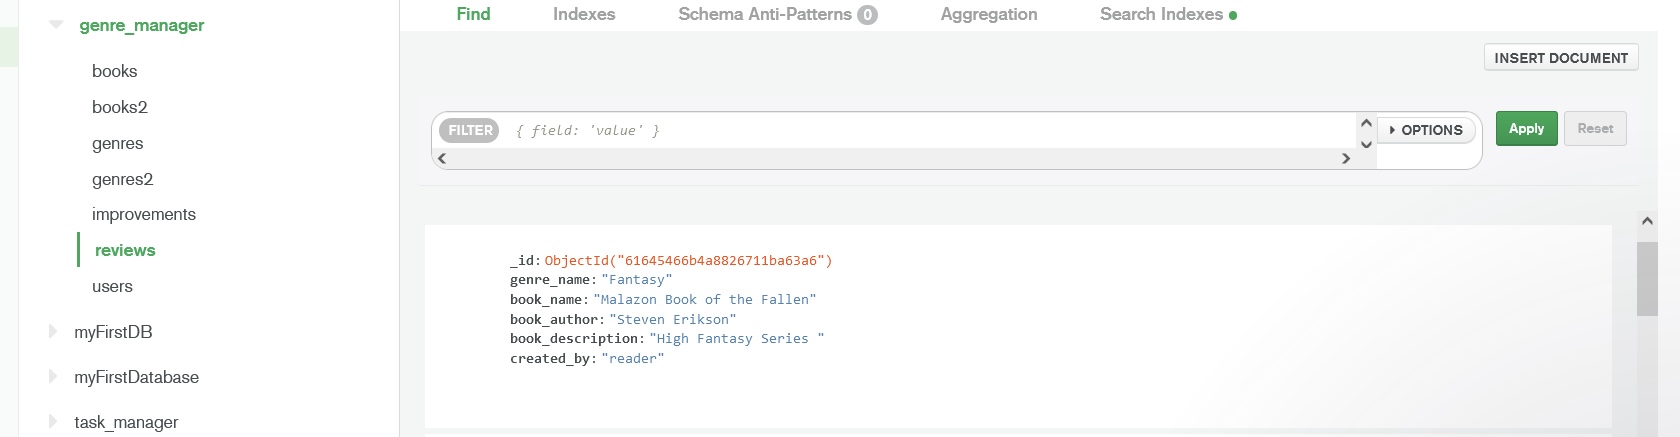 genre_manager
books
books2
genres
genres2
improvements
reviews
users
myFirstDB
myFirstDatabase
task_manager
Find Indexes Schema Anti-Patterns 0 Aggregation Search Indexes
INSERT DOCUMENT
FILTER { field: 'value' } OPTIONS Apply Reset
_id: ObjectId("61645466b4a8826711ba63a6")
genre_name: "Fantasy"
book_name: "Malazon Book of the Fallen"
book_author: "Steven Erikson"
book_description: "High Fantasy Series "
created_by: "reader"